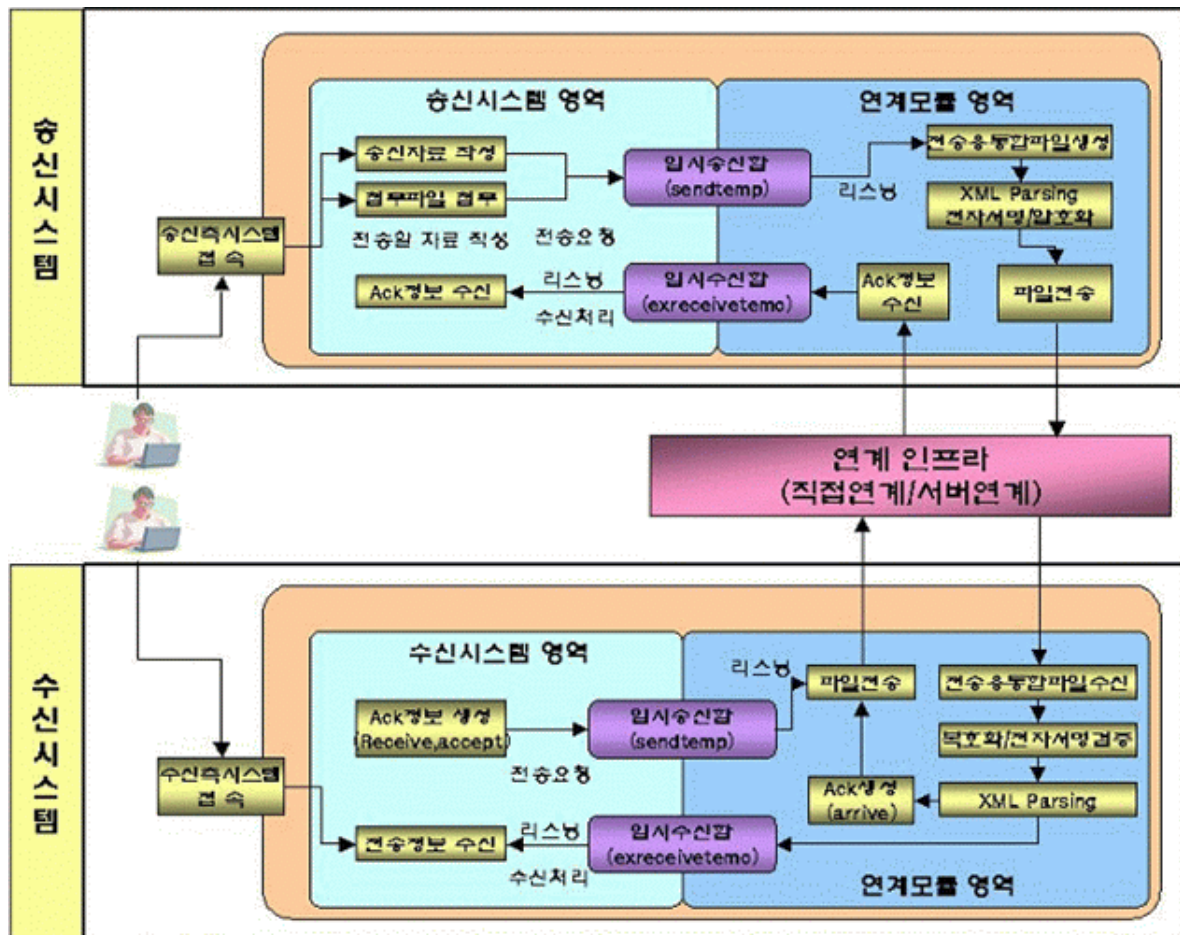 송신시스템
송신시스템 영역
연계모듈 영역
송신자료 작성
첨부파일 첨부
전송할 자료 작성
전송요청
임시송신함
(sendtemp)
리스닝
전송용통합파일생성
XML Parsing
전자서명/암호화
파일전송
송신측시스템
접 속
Ack정보 수신
리스닝
수신처리
임시수신함
(exreceivetemo)
Ack정보
수신
연계 인프라
(직접연계/서버연계)
수신시스템
수신시스템 영역
Ack정보 생성
(Receive,accept)
전송요청
임시송신함
(sendtemp)
리스닝
파일전송
전송용통합파일수신
복호화/전자서명검증
XML Parsing
Ack생성
(arrive)
수신측시스템
접 속
전송정보 수신
리스닝
수신처리
임시수신함
(exreceivetemo)
연계모듈 영역